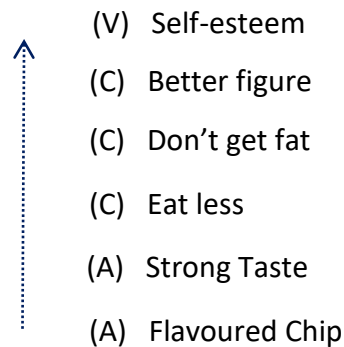 (V) Self-esteem
(C) Better figure
(C) Don’t get fat
(C) Eat less
(A) Strong Taste
(A) Flavoured Chip